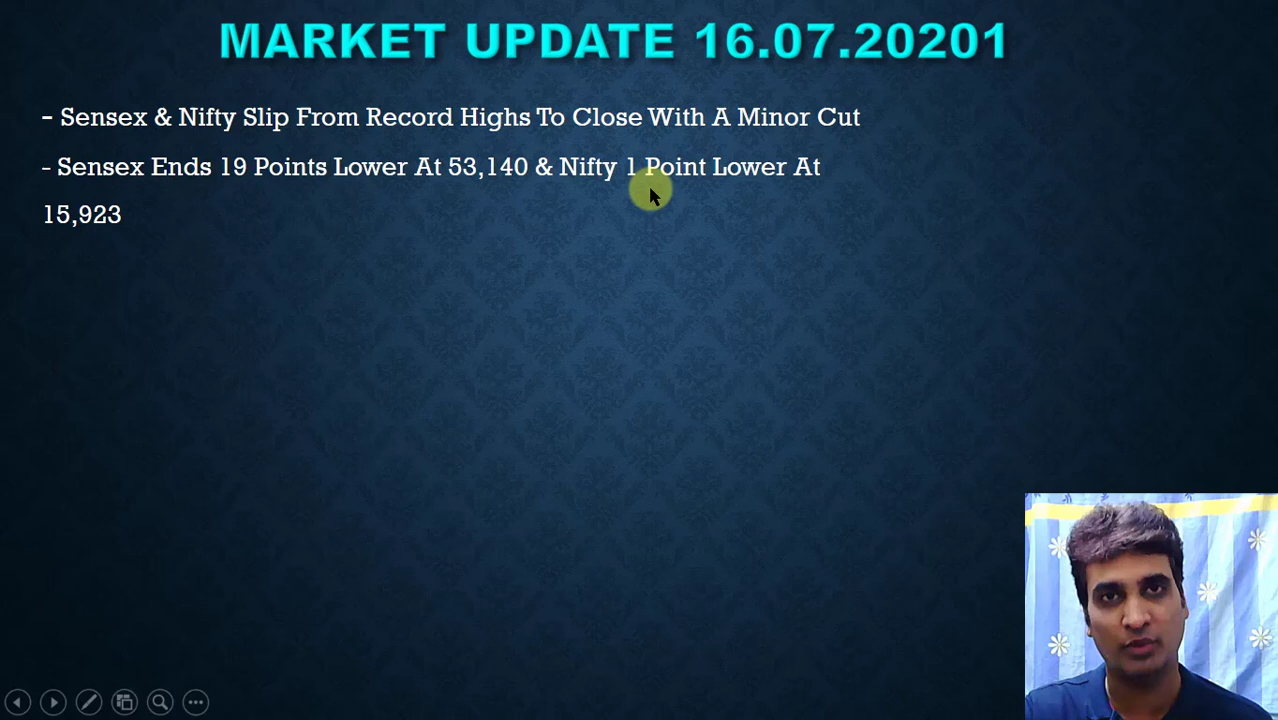 MARKET UPDATE 16.07.20201
- Sensex & Nifty Slip From Record Highs To Close With A Minor Cut
- Sensex Ends 19 Points Lower At 53,140 & Nifty 1 Point Lower At
15,923